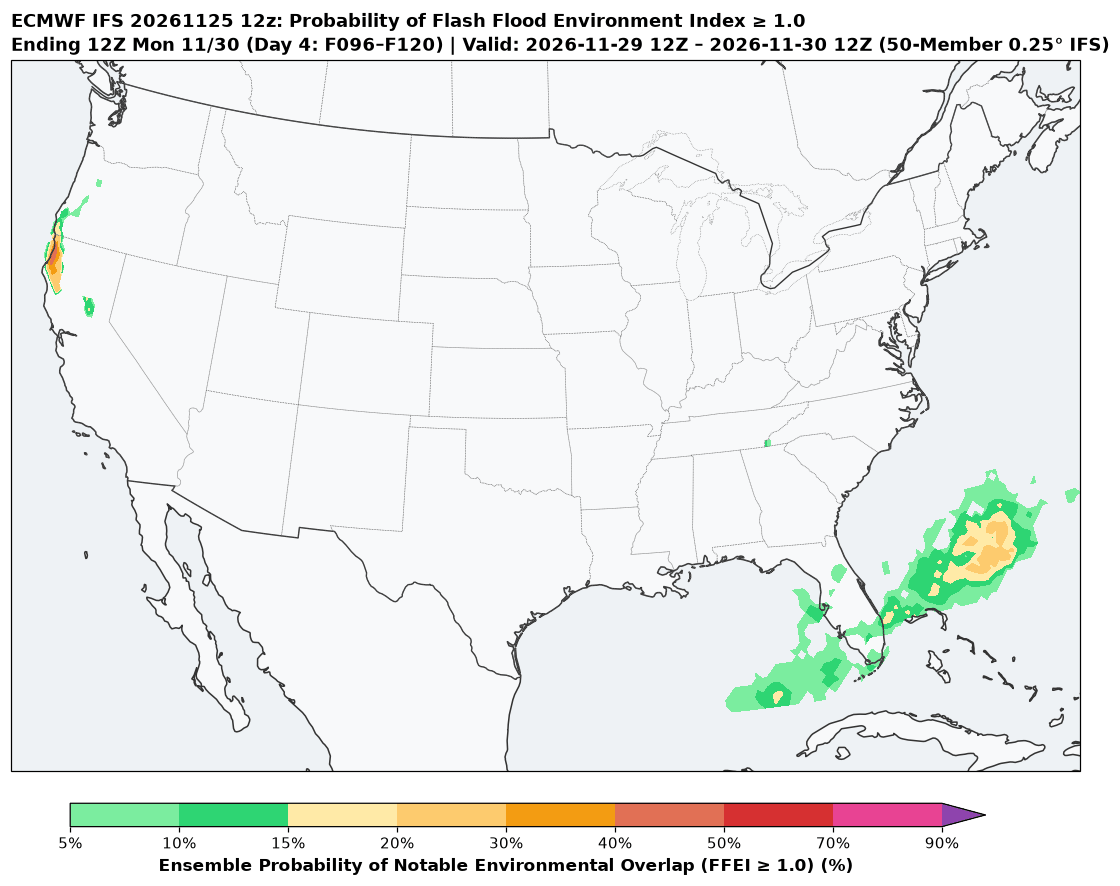 ECMWF IFS 20261125 12z: Probability of Flash Flood Environment Index ≥ 1.0
Ending 12Z Mon 11/30 (Day 4: F096–F120) | Valid: 2026-11-29 12Z – 2026-11-30 12Z (50-Member 0.25° IFS)
5% 10% 15% 20% 30% 40% 50% 70% 90%
Ensemble Probability of Notable Environmental Overlap (FFEI ≥ 1.0) (%)